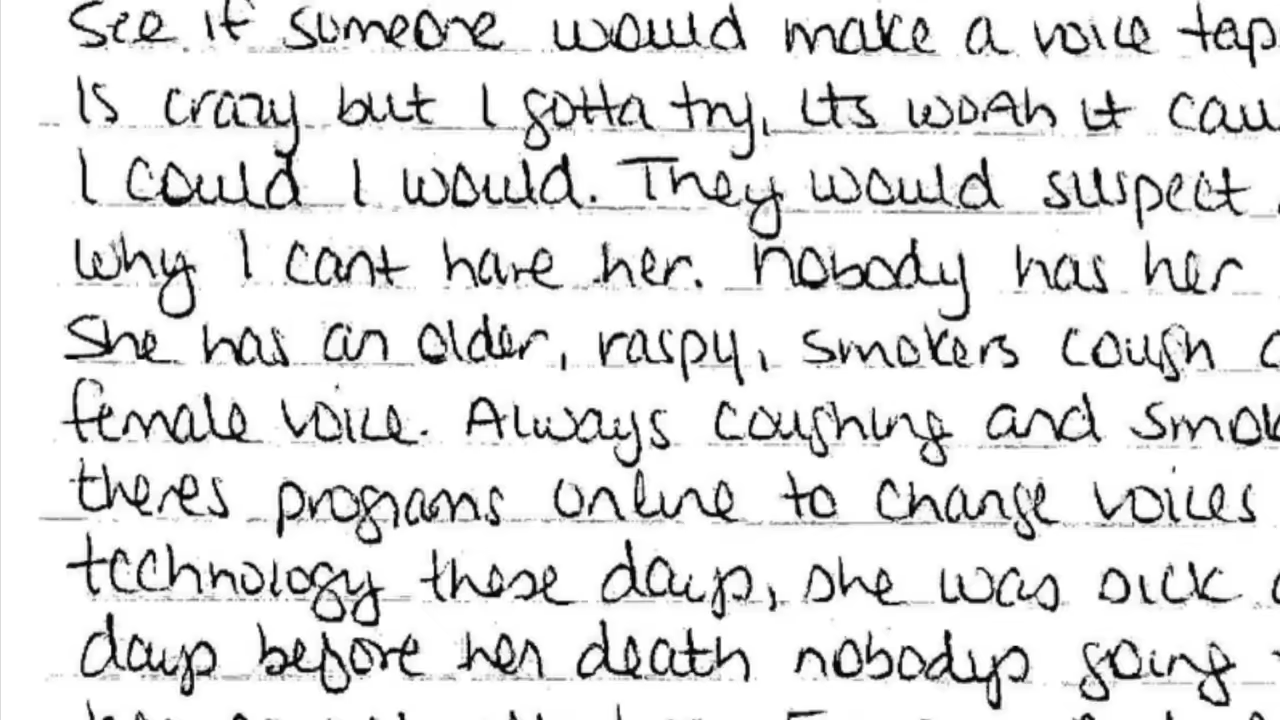 See if someone would make a voice tap
Is crazy but I gotta try, its worth it cau
I could I would. They would suspect
why I cant have her. nobody has her
She has an older, raspy, smokers cough
female voice. Always coughing and smok
theres programs online to change voices
technology these days, she was sick
days before her death nobodys going